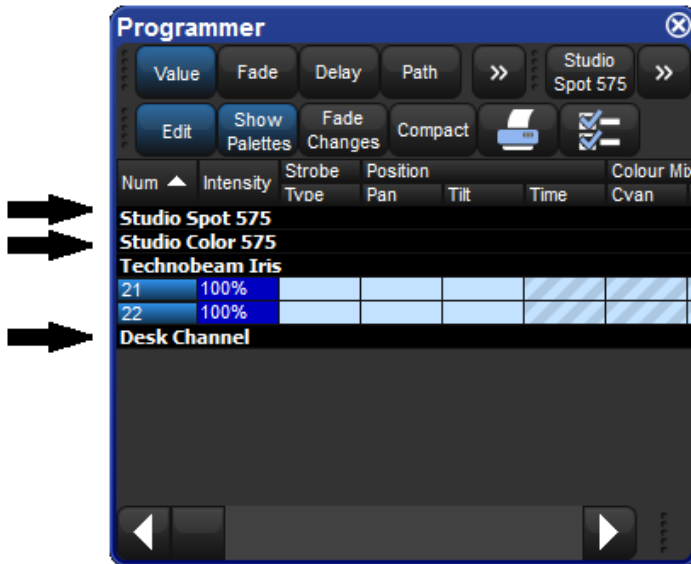 Programmer
Value Fade Delay Path » Studio Spot 575 »
Edit Show Palettes Fade Changes Compact
Num Intensity Strobe Position Colour Mix
Type Pan Tilt Time Cyan
Studio Spot 575
Studio Color 575
Technobeam Iris
21 100%
22 100%
Desk Channel